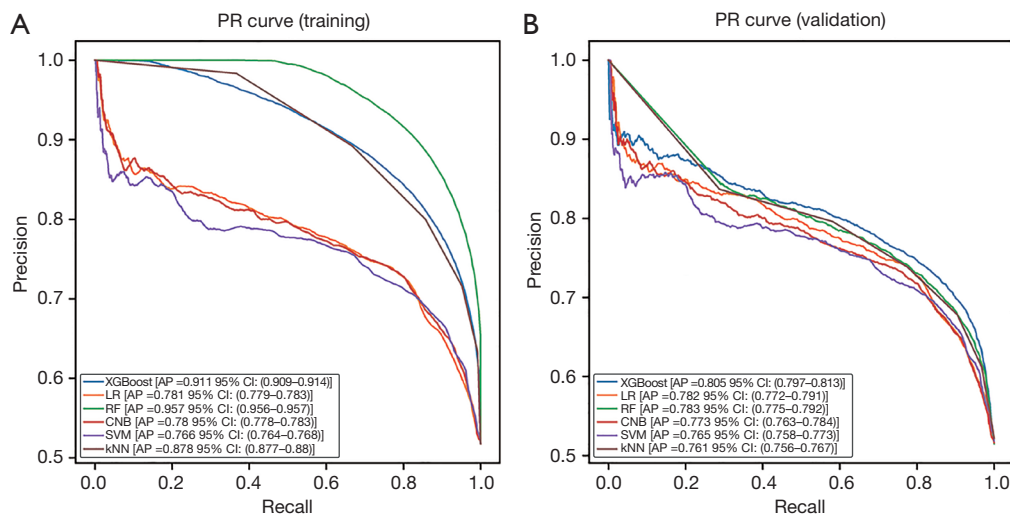 A
PR curve (training)
1.0
0.9
0.8
0.7
0.6
0.5
Precision
XGBoost [AP =0.911 95% CI: (0.909–0.914)]
LR [AP =0.781 95% CI: (0.779–0.783)]
RF [AP =0.957 95% CI: (0.956–0.957)]
CNB [AP =0.78 95% CI: (0.778–0.783)]
SVM [AP =0.766 95% CI: (0.764–0.768)]
kNN [AP =0.878 95% CI: (0.877–0.88)]
0.0 0.2 0.4 0.6 0.8 1.0
Recall
B
PR curve (validation)
1.0
0.9
0.8
0.7
0.6
0.5
Precision
XGBoost [AP =0.805 95% CI: (0.797–0.813)]
LR [AP =0.782 95% CI: (0.772–0.791)]
RF [AP =0.783 95% CI: (0.775–0.792)]
CNB [AP =0.773 95% CI: (0.763–0.784)]
SVM [AP =0.765 95% CI: (0.758–0.773)]
kNN [AP =0.761 95% CI: (0.756–0.767)]
0.0 0.2 0.4 0.6 0.8 1.0
Recall